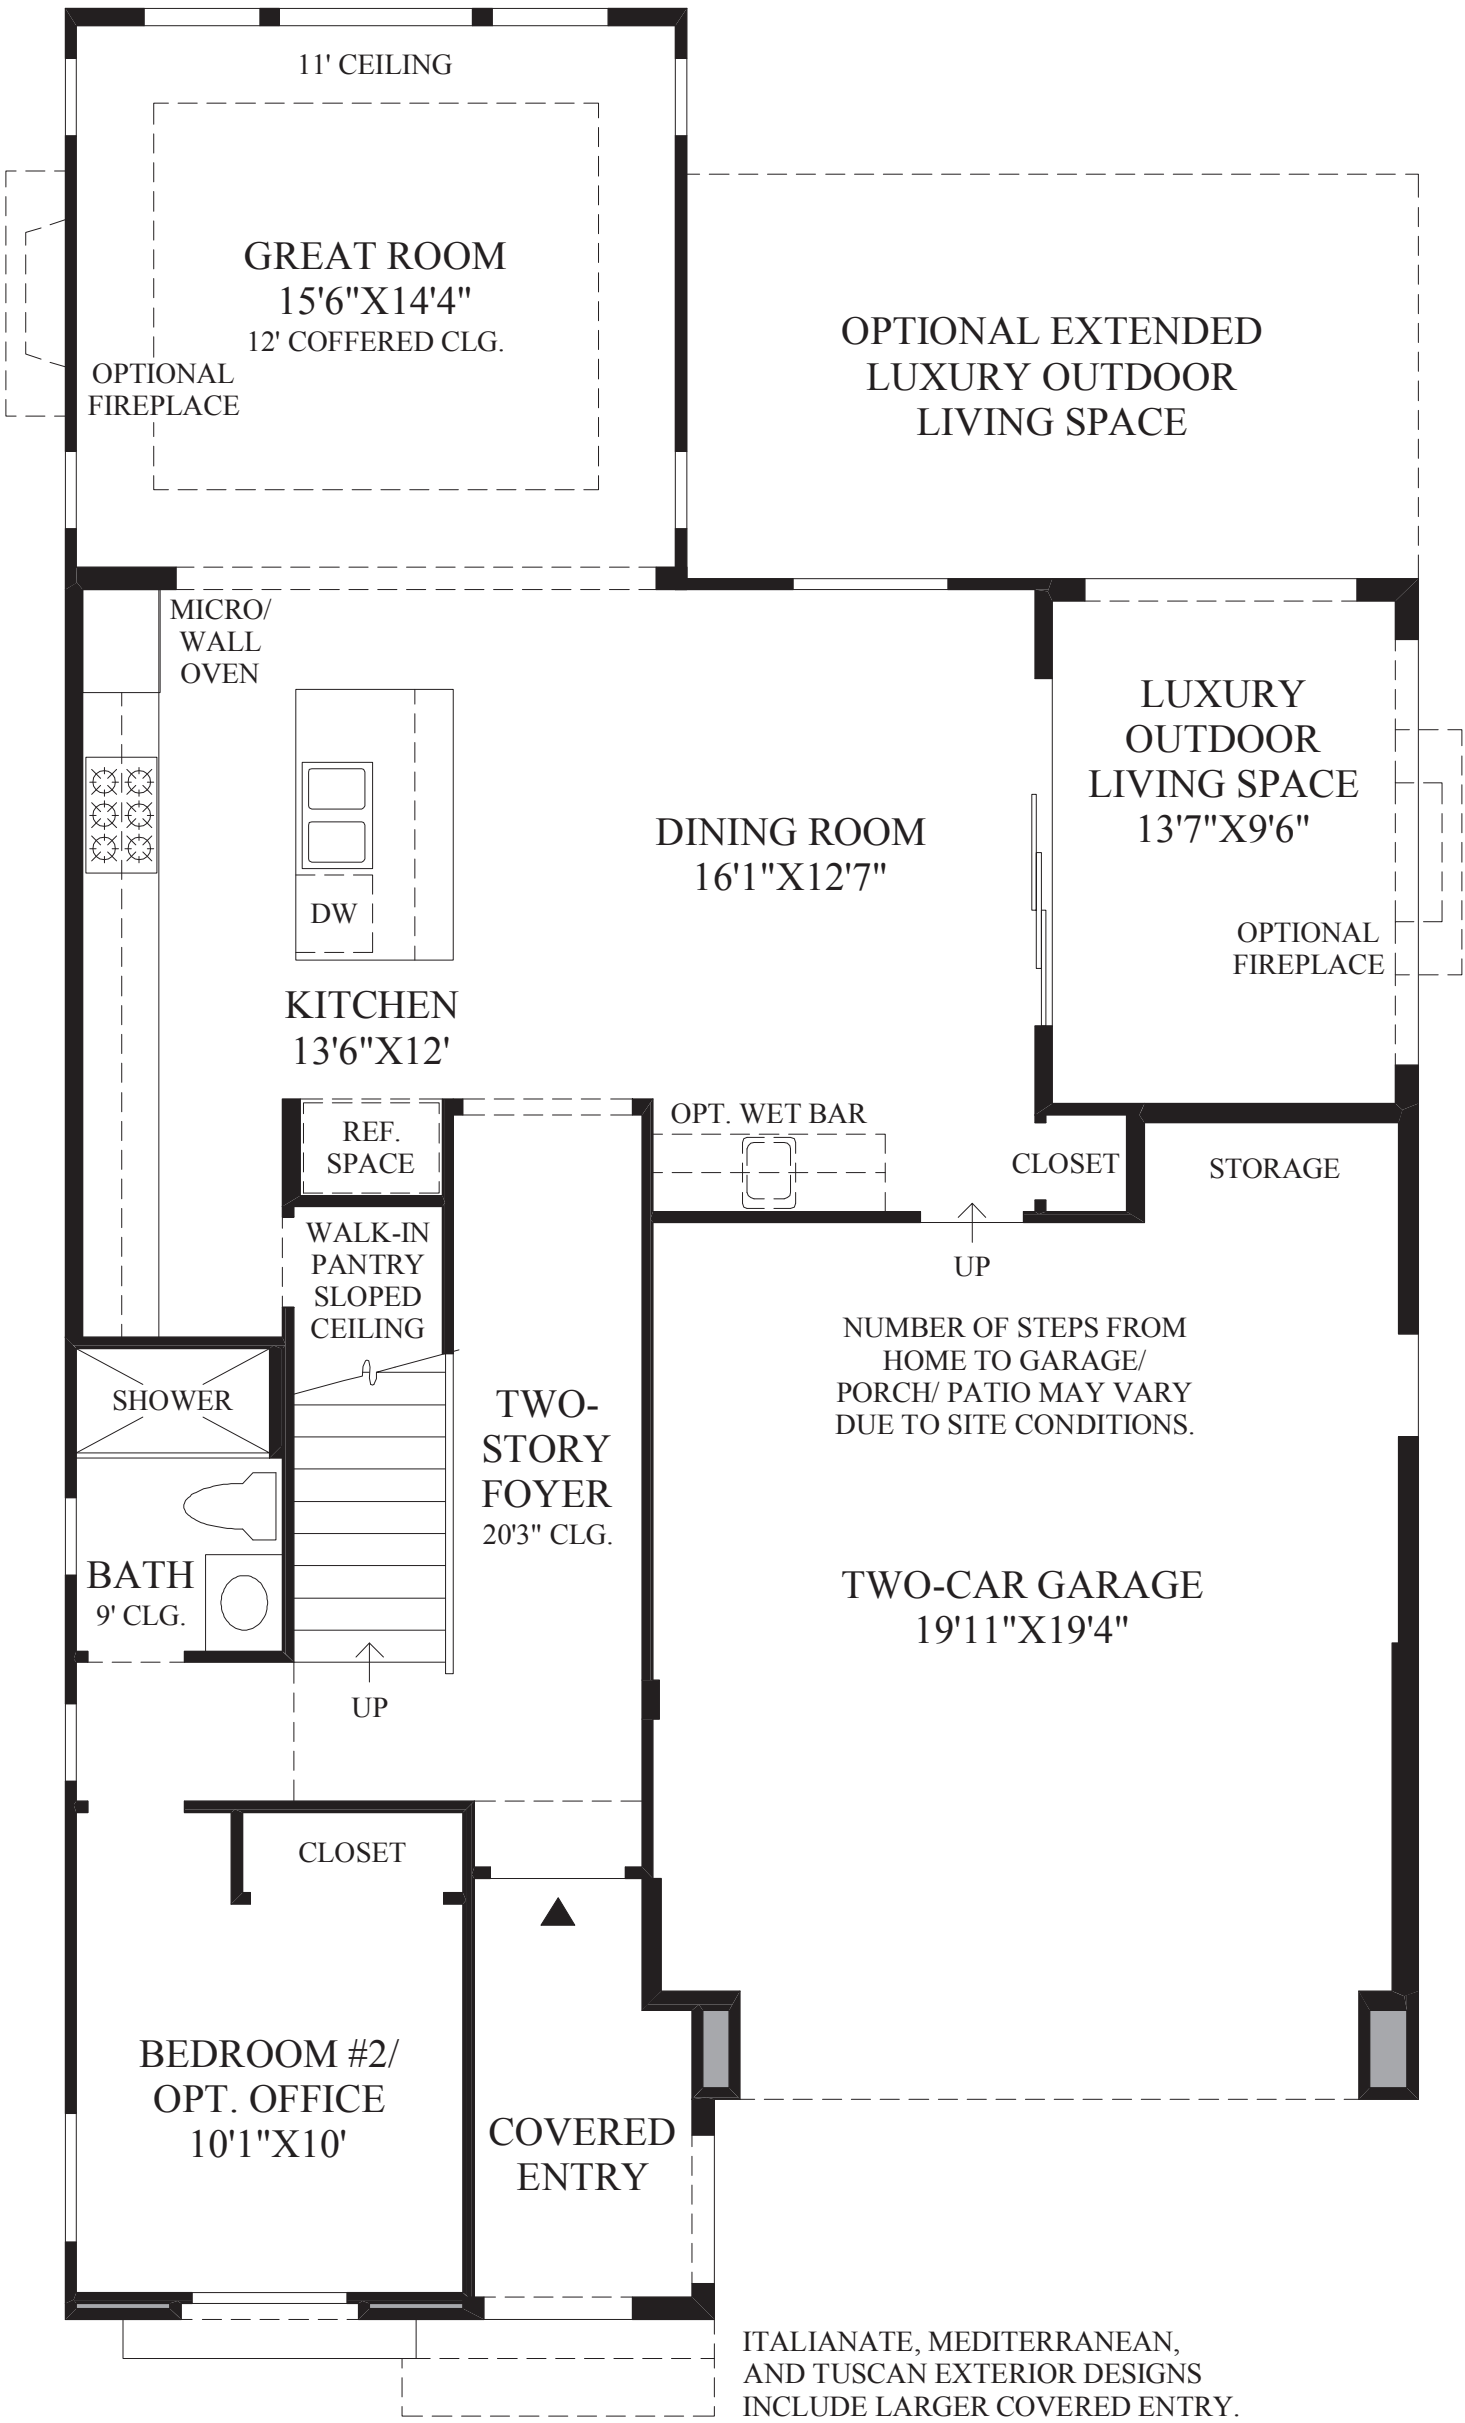 11' CEILING
GREAT ROOM
15'6"X14'4"
12' COFFERED CLG.
OPTIONAL
FIREPLACE
OPTIONAL EXTENDED
LUXURY OUTDOOR
LIVING SPACE
MICRO/
WALL
OVEN
LUXURY
OUTDOOR
LIVING SPACE
13'7"X9'6"
DINING ROOM
16'1"X12'7"
DW
OPTIONAL
FIREPLACE
KITCHEN
13'6"X12'
REF.
SPACE
OPT. WET BAR
CLOSET
STORAGE
WALK-IN
PANTRY
SLOPED
CEILING
UP
NUMBER OF STEPS FROM
HOME TO GARAGE/
PORCH/ PATIO MAY VARY
DUE TO SITE CONDITIONS.
SHOWER
TWO-
STORY
FOYER
20'3" CLG.
BATH
9' CLG.
TWO-CAR GARAGE
19'11"X19'4"
UP
CLOSET
BEDROOM #2/
OPT. OFFICE
10'1"X10'
COVERED
ENTRY
ITALIANATE, MEDITERRANEAN,
AND TUSCAN EXTERIOR DESIGNS
INCLUDE LARGER COVERED ENTRY.